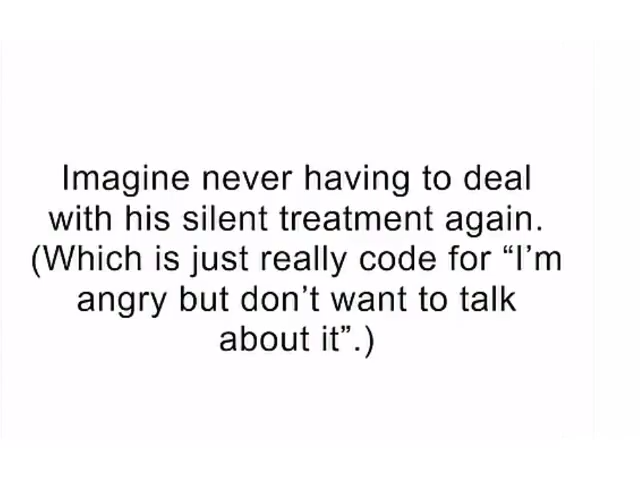 Imagine never having to deal
with his silent treatment again.
(Which is just really code for “I’m
angry but don’t want to talk
about it”.)